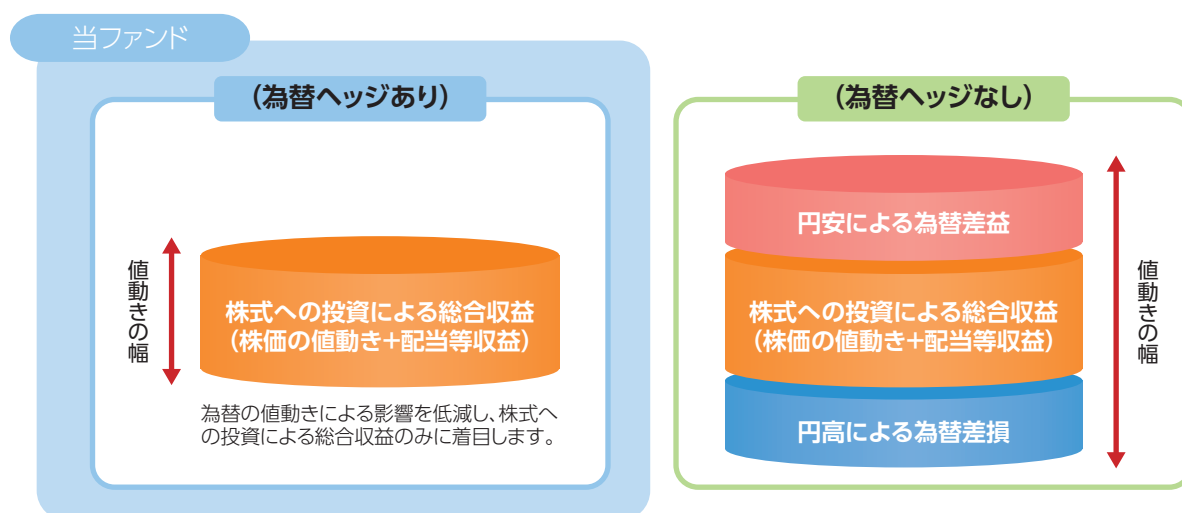 当ファンド
(為替ヘッジあり)
値動きの幅
株式への投資による総合収益
(株価の値動き+配当等収益)
為替の値動きによる影響を低減し、株式へ
の投資による総合収益のみに着目します。
(為替ヘッジなし)
円安による為替差益
株式への投資による総合収益
(株価の値動き+配当等収益)
円高による為替差損
値動きの幅